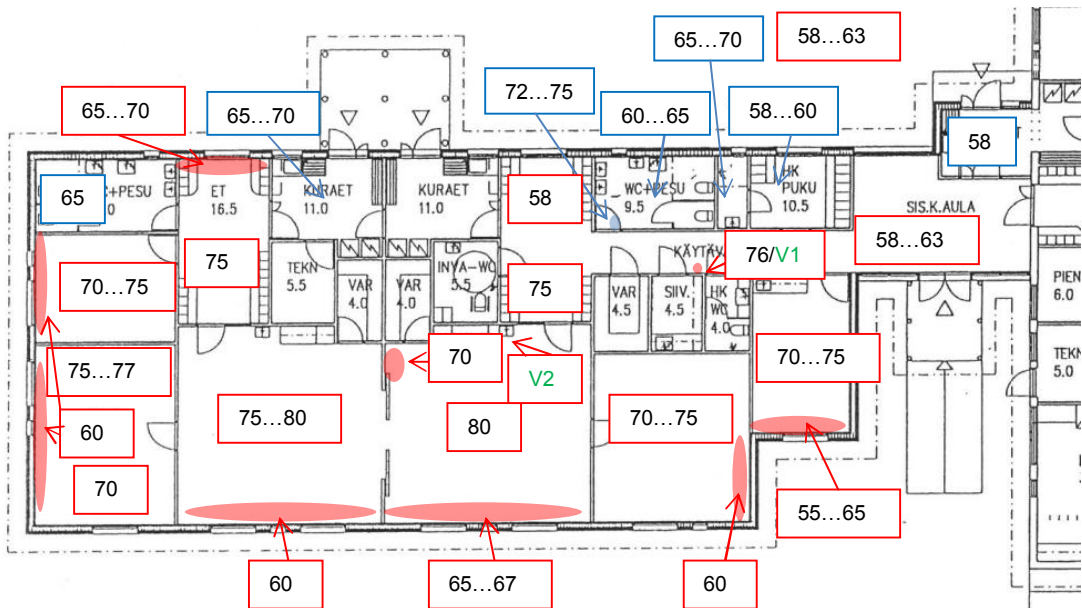 65…70
58…63
72…75
65…70
65…70
60…65
58…60
58
65
ET
16.5
KURAET
11.0
KURAET
11.0
58
WC+PESU
9.5
HK
PUKU
10.5
SIS.K.AULA
58…63
KÄYTÄV
76/V1
75
70…75
TEKN
5.5
VAR
4.0
VAR
4.0
INVA-WC
5.5
75
VAR
4.5
SIIV.
4.5
HK
WC
4.0
PIEN
6.0
TEKN
5.0
75…77
70
V2
70…75
75…80
80
70…75
60
70
55…65
60
65…67
60